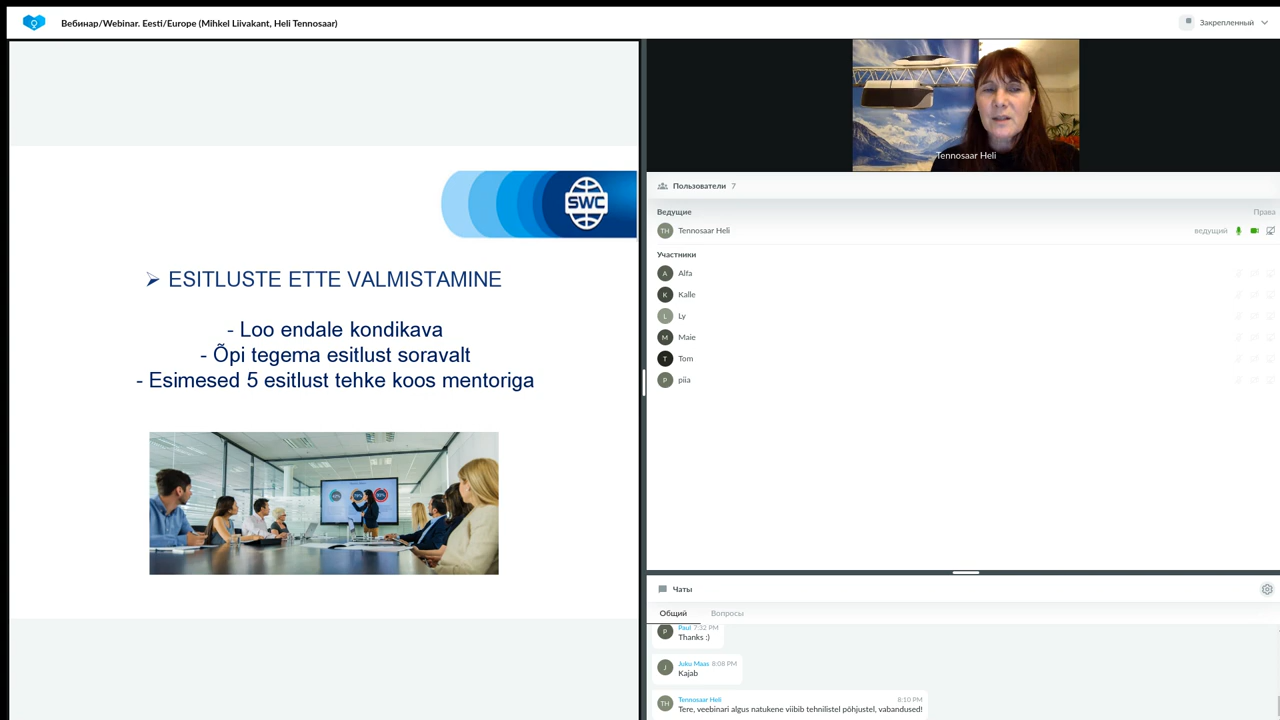 Вебинар/Webinar. Eesti/Europe (Mihkel Liivakant, Heli Tennosaar)
Закрепленный
SWC
➢ ESITLUSTE ETTE VALMISTAMINE
- Loo endale kondikava
- Õpi tegema esitlust soravalt
- Esimesed 5 esitlust tehke koos mentoriga
Tennosaar Heli
Пользователи 7
Ведущие
Права
TH Tennosaar Heli
ведущий
Участники
A Alfa
K Kalle
L Ly
M Maie
T Tom
P piia
Чаты
Общий Вопросы
P Paul 7:32 PM
Thanks :)
J Juku Maas 8:08 PM
Kajab
TH Tennosaar Heli 8:10 PM
Tere, veebinari algus natukene viibib tehnilistel põhjustel, vabandused!